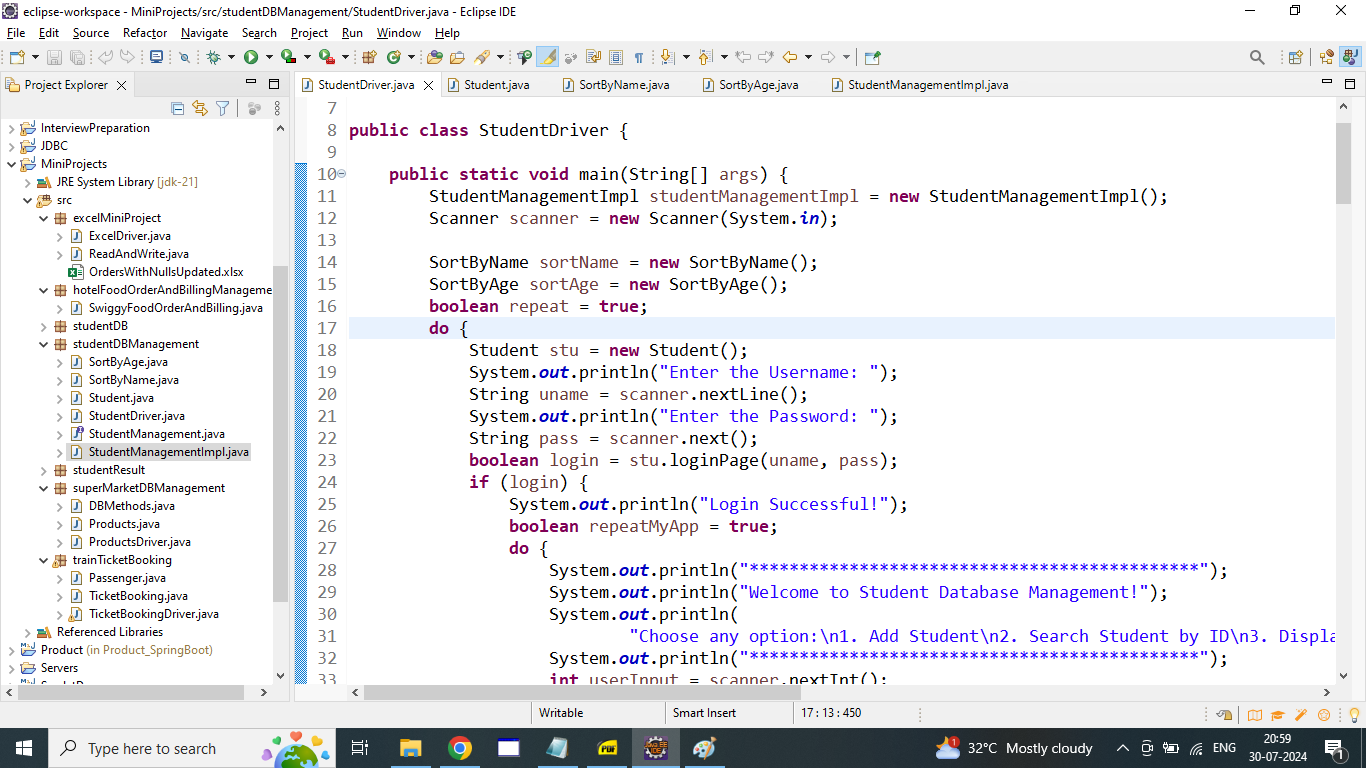 eclipse-workspace - MiniProjects/src/studentDBManagement/StudentDriver.java - Eclipse IDE
File Edit Source Refactor Navigate Search Project Run Window Help
Project Explorer
InterviewPreparation
JDBC
MiniProjects
JRE System Library [jdk-21]
src
excelMiniProject
ExcelDriver.java
ReadAndWrite.java
OrdersWithNullsUpdated.xlsx
hotelFoodOrderAndBillingManageme
SwiggyFoodOrderAndBilling.java
studentDB
studentDBManagement
SortByAge.java
SortByName.java
Student.java
StudentDriver.java
StudentManagement.java
StudentManagementImpl.java
studentResult
superMarketDBManagement
DBMethods.java
Products.java
ProductsDriver.java
trainTicketBooking
Passenger.java
TicketBooking.java
TicketBookingDriver.java
Referenced Libraries
Product (in Product_SpringBoot)
Servers
StudentDriver.java Student.java SortByName.java SortByAge.java StudentManagementImpl.java
7
8 public class StudentDriver {
9
10 public static void main(String[] args) {
11 StudentManagementImpl studentManagementImpl = new StudentManagementImpl();
12 Scanner scanner = new Scanner(System.in);
13
14 SortByName sortName = new SortByName();
15 SortByAge sortAge = new SortByAge();
16 boolean repeat = true;
17 do {
18 Student stu = new Student();
19 System.out.println("Enter the Username: ");
20 String uname = scanner.nextLine();
21 System.out.println("Enter the Password: ");
22 String pass = scanner.next();
23 boolean login = stu.loginPage(uname, pass);
24 if (login) {
25 System.out.println("Login Successful!");
26 boolean repeatMyApp = true;
27 do {
28 System.out.println("*********************************************");
29 System.out.println("Welcome to Student Database Management!");
30 System.out.println(
31 "Choose any option:\n1. Add Student\n2. Search Student by ID\n3. Displa
32 System.out.println("*********************************************");
33 int userInput = scanner.nextInt();
Writable Smart Insert 17 : 13 : 450
Type here to search
PDF
JAVA EE IDE
1
32°C Mostly cloudy
ENG
20:59
30-07-2024
1